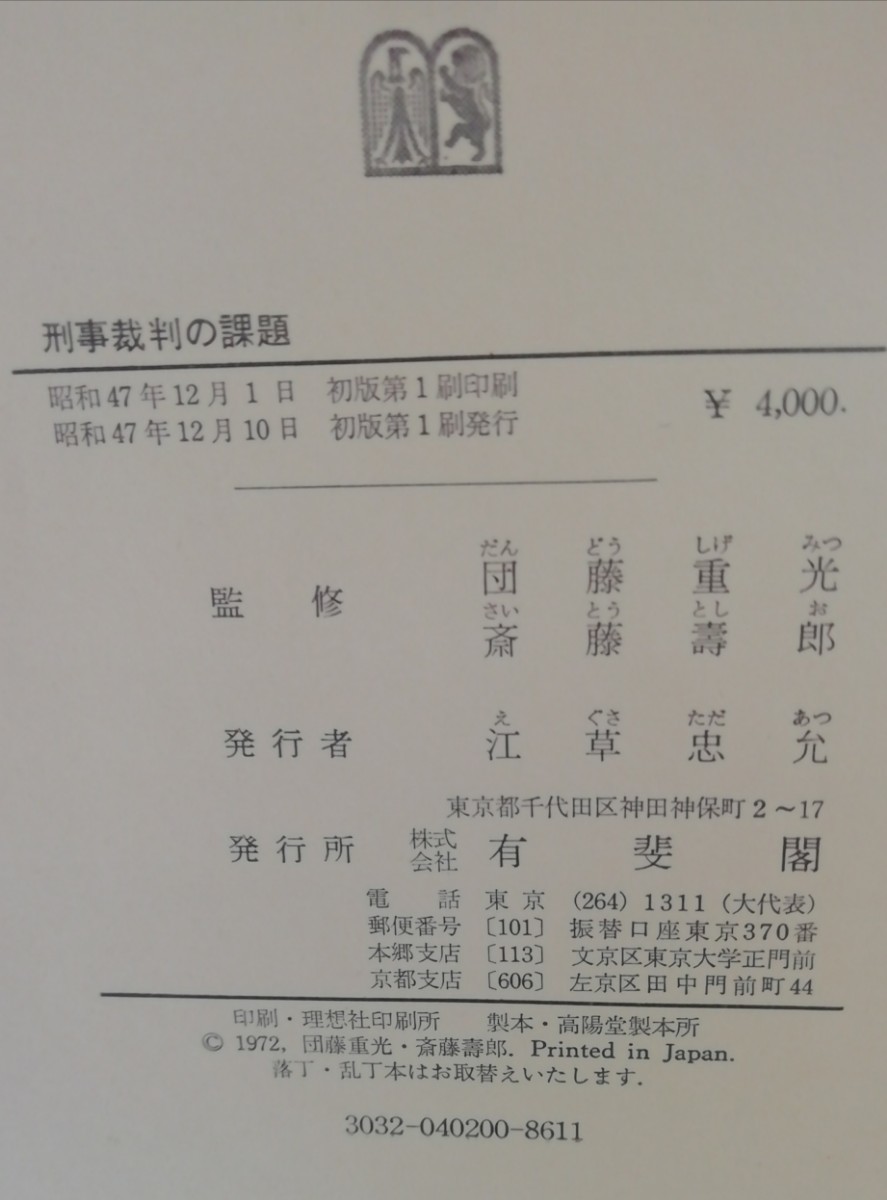 刑事裁判の課題
昭和47年12月1日 初版第1刷印刷
昭和47年12月10日 初版第1刷発行
¥ 4,000.
だん どう しげ みつ
団藤重光
監修
さい とう とし お
斎藤壽郎
え ぐさ ただ あつ
発行者 江草忠允
東京都千代田区神田神保町2～17
発行所 株式会社 有斐閣
電話 東京 (264) 1311 (大代表)
郵便番号 〔101〕 振替口座東京370番
本郷支店 〔113〕 文京区東京大学正門前
京都支店 〔606〕 左京区田中門前町44
印刷・理想社印刷所 製本・高陽堂製本所
© 1972, 団藤重光・斎藤壽郎. Printed in Japan.
落丁・乱丁本はお取替えいたします.
3032-040200-8611